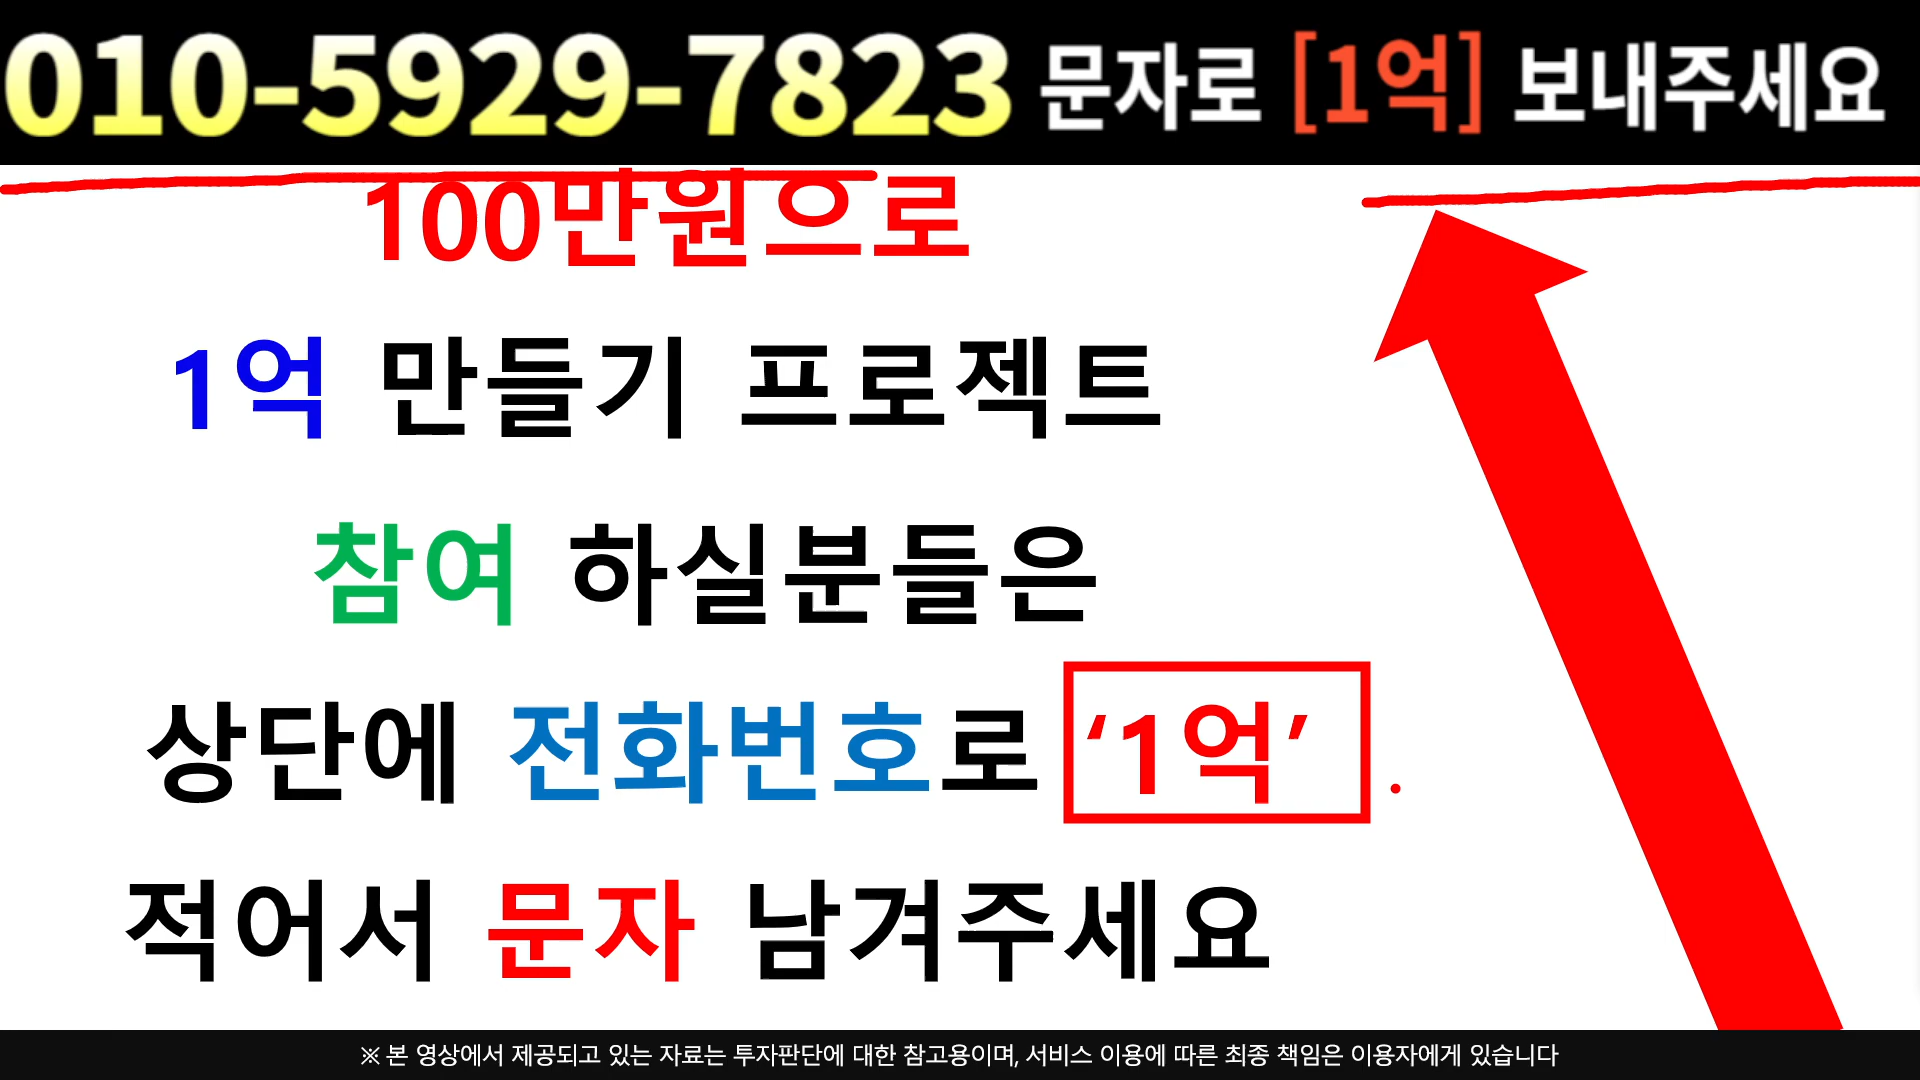 010-5929-7823 문자로 [1억] 보내주세요
100만원으로
1억 만들기 프로젝트
참여 하실분들은
상단에 전화번호로 ‘1억’ .
적어서 문자 남겨주세요
※ 본 영상에서 제공되고 있는 자료는 투자판단에 대한 참고용이며, 서비스 이용에 따른 최종 책임은 이용자에게 있습니다